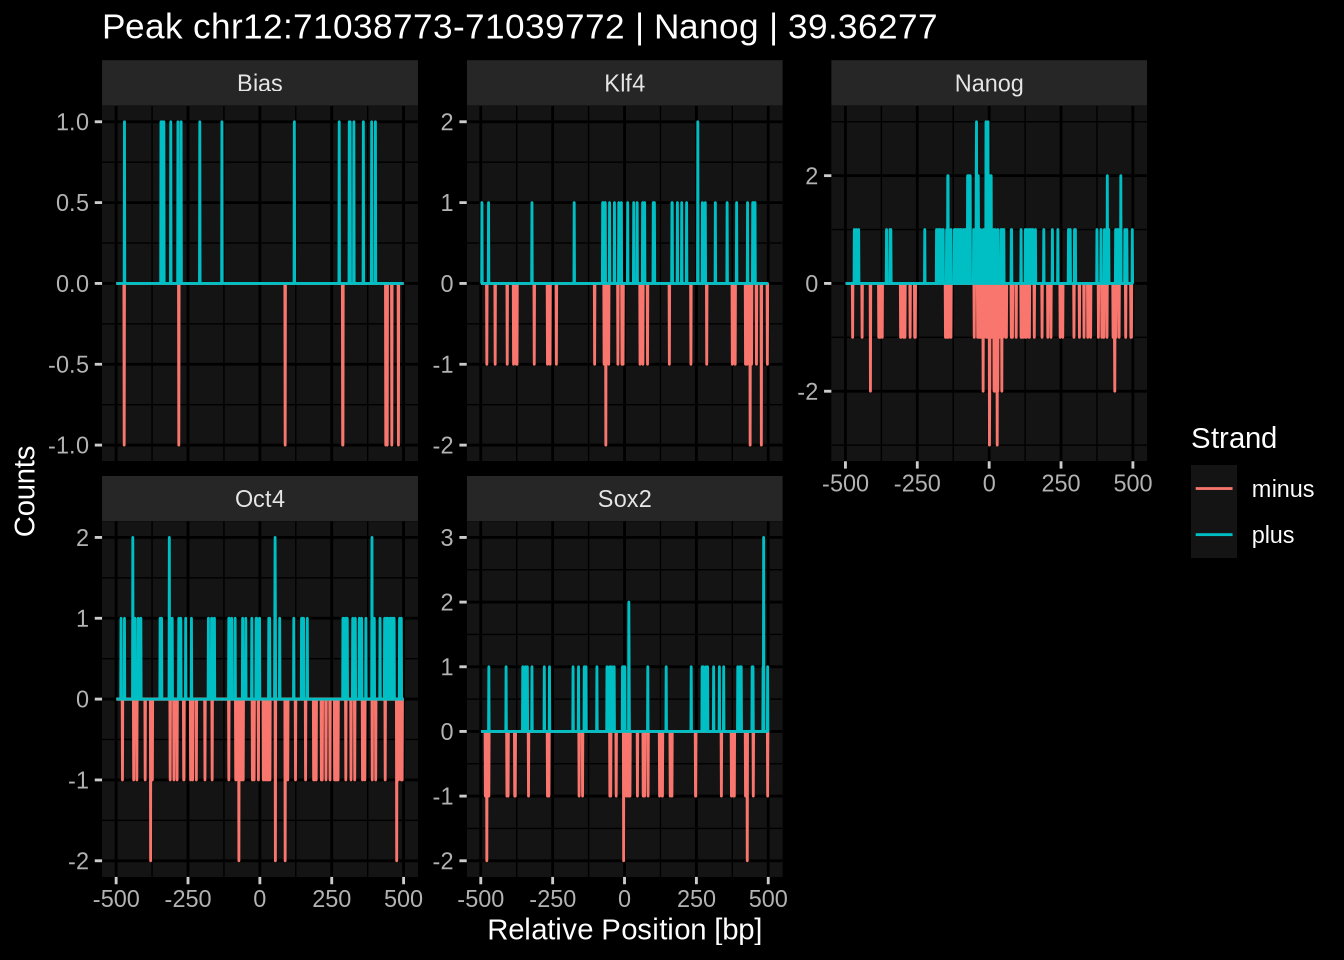 Peak chr12:71038773-71039772 | Nanog | 39.36277
Bias
Klf4
Nanog
1.0
0.5
0.0
-0.5
-1.0
2
1
0
-1
-2
2
0
-2
-500 -250 0 250 500
Counts
Oct4
Sox2
2
1
0
-1
-2
3
2
1
0
-1
-2
-500 -250 0 250 500
-500 -250 0 250 500
Relative Position [bp]
Strand
minus
plus